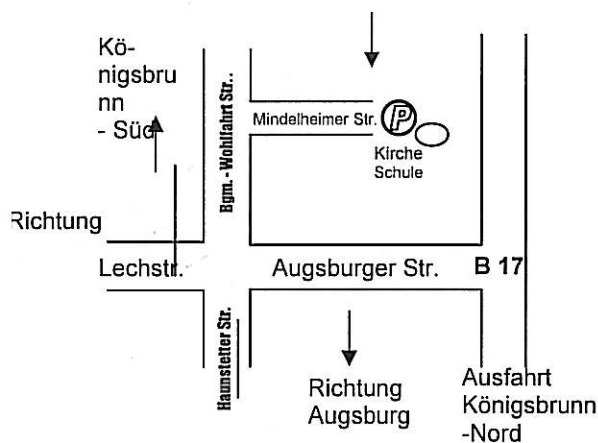 Kö-
nigsbru
nn
- Süd
Bgm.- Wohlfahrt Str..
Mindelheimer Str.
P
Kirche
Schule
Richtung
Lechstr.
Augsburger Str.
B 17
Haunstetter Str.
Richtung
Augsburg
Ausfahrt
Königsbrunn
-Nord